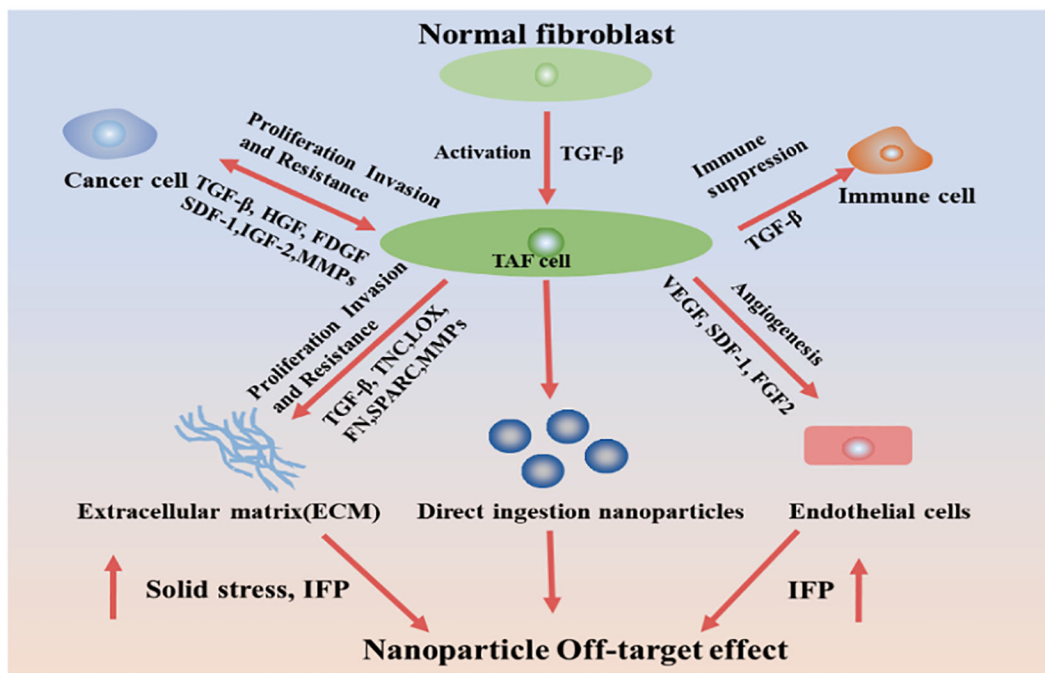 Normal fibroblast
Activation
TGF-β
Cancer cell
Proliferation Invasion
and Resistance
TGF-β, HGF, FDGF
SDF-1,IGF-2,MMPs
Immune
suppression
TGF-β
Immune cell
TAF cell
Proliferation Invasion
and Resistance
TGF-β, TNC,LOX,
FN,SPARC,MMPs
Angiogenesis
VEGF, SDF-1, FGF2
Extracellular matrix(ECM)
Direct ingestion nanoparticles
Endothelial cells
Solid stress, IFP
IFP
Nanoparticle Off-target effect